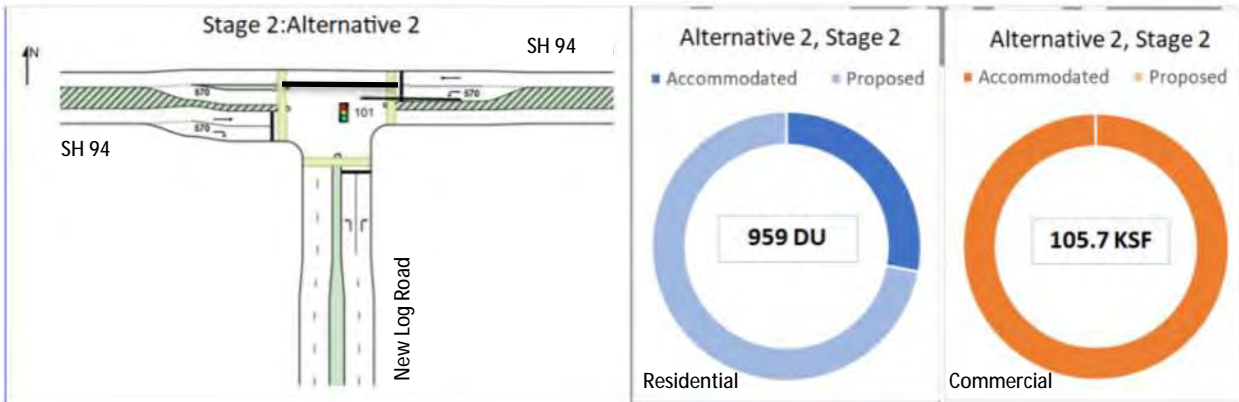 Stage 2:Alternative 2
N
SH 94
570
570
101
570
SH 94
New Log Road
Alternative 2, Stage 2
Accommodated
Proposed
959 DU
Residential
Alternative 2, Stage 2
Accommodated
Proposed
105.7 KSF
Commercial